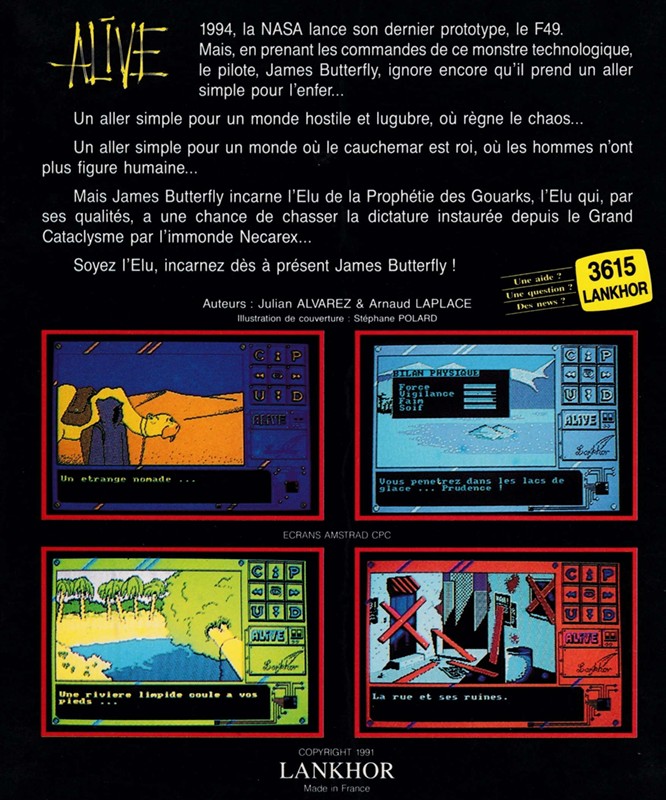 ALIVE
1994, la NASA lance son dernier prototype, le F49.
Mais, en prenant les commandes de ce monstre technologique,
le pilote, James Butterfly, ignore encore qu'il prend un aller
simple pour l'enfer...
Un aller simple pour un monde hostile et lugubre, où règne le chaos...
Un aller simple pour un monde où le cauchemar est roi, où les hommes n'ont
plus figure humaine...
Mais James Butterfly incarne l'Elu de la Prophétie des Gouarks, l'Elu qui, par
ses qualités, a une chance de chasser la dictature instaurée depuis le Grand
Cataclysme par l'immonde Necarex...
Soyez l'Elu, incarnez dès à présent James Butterfly !
Une aide ?
Une question ?
Des news ?
3615
LANKHOR
Auteurs : Julian ALVAREZ & Arnaud LAPLACE
Illustration de couverture : Stéphane POLARD
C I P
U D
ALIVE
Un etrange nomade ...
BILAN PHYSIQUE
Force
Vigilance
Faim
Soif
C I P
U D
ALIVE
Lankhor
Vous penetrez dans les lacs de
glace ... Prudence !
ECRANS AMSTRAD CPC
C I P
U D
ALIVE
Lankhor
Une riviere limpide coule a vos
pieds ...
C I P
U D
ALIVE
Lankhor
La rue et ses ruines.
COPYRIGHT 1991
LANKHOR
Made in France